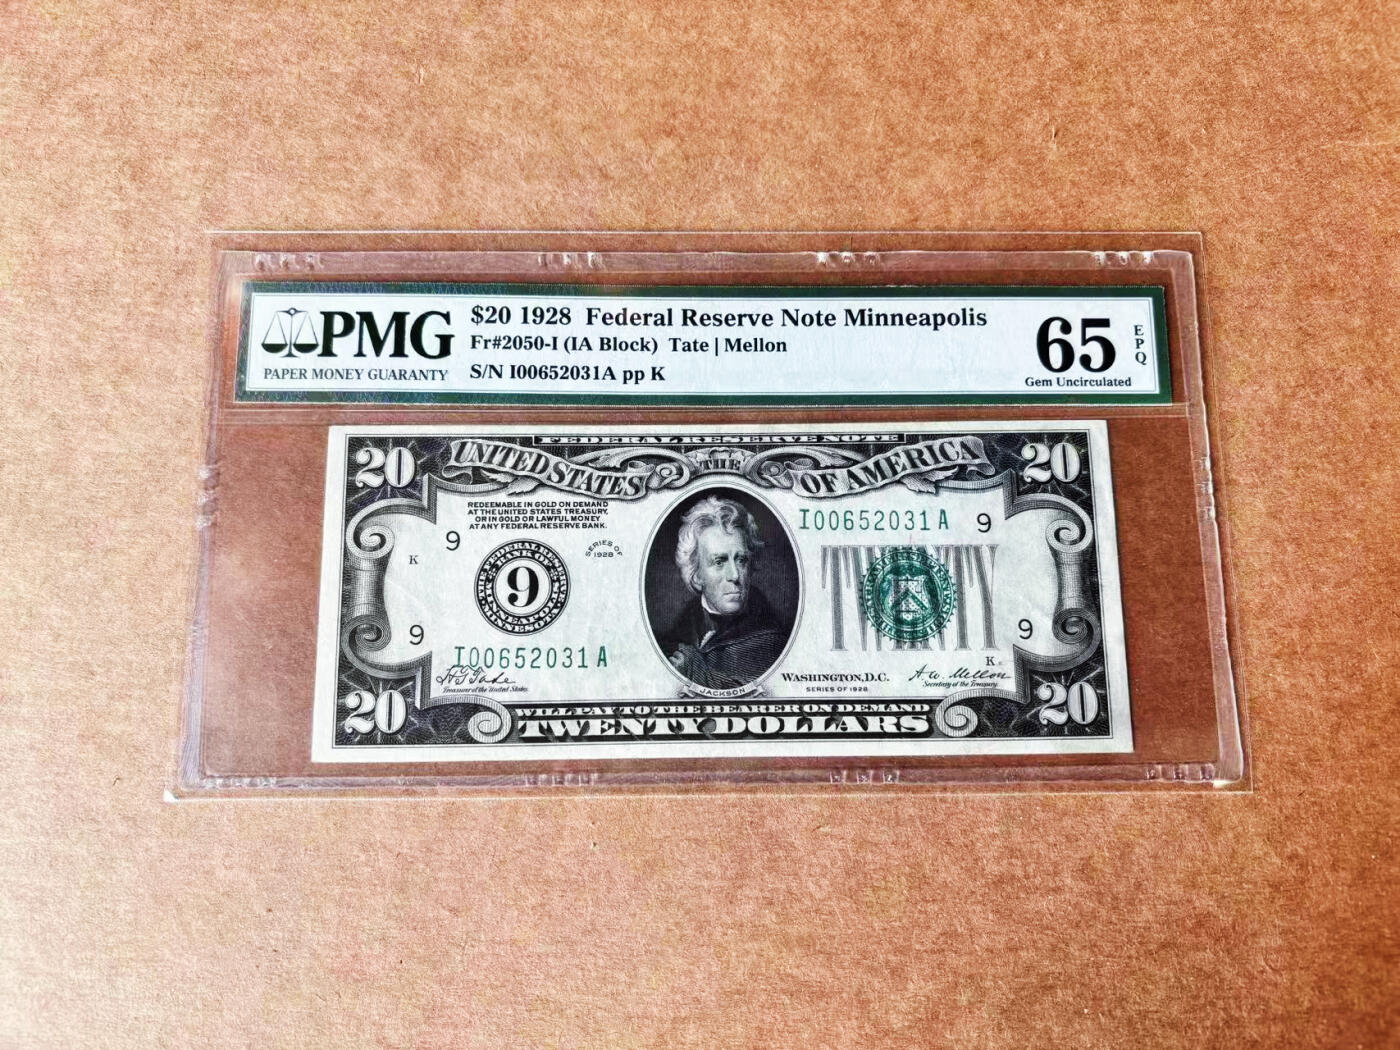 PMG
PAPER MONEY GUARANTY
$20 1928 Federal Reserve Note Minneapolis
Fr#2050-I (IA Block) Tate | Mellon
S/N I00652031A pp K
65
EPQ
Gem Uncirculated
FEDERAL RESERVE NOTE
20
UNITED STATES
THE
OF AMERICA
20
REDEEMABLE IN GOLD ON DEMAND
AT THE UNITED STATES TREASURY,
OR IN GOLD OR LAWFUL MONEY
AT ANY FEDERAL RESERVE BANK.
I00652031A
9
9
K
SERIES OF
1928
9
TWENTY
9
9
I00652031A
H T Tate
Treasurer of the United States.
JACKSON
WASHINGTON, D.C.
SERIES OF 1928
K
A. W. Mellon
Secretary of the Treasury.
20
WILL PAY TO THE BEARER ON DEMAND
TWENTY DOLLARS
20